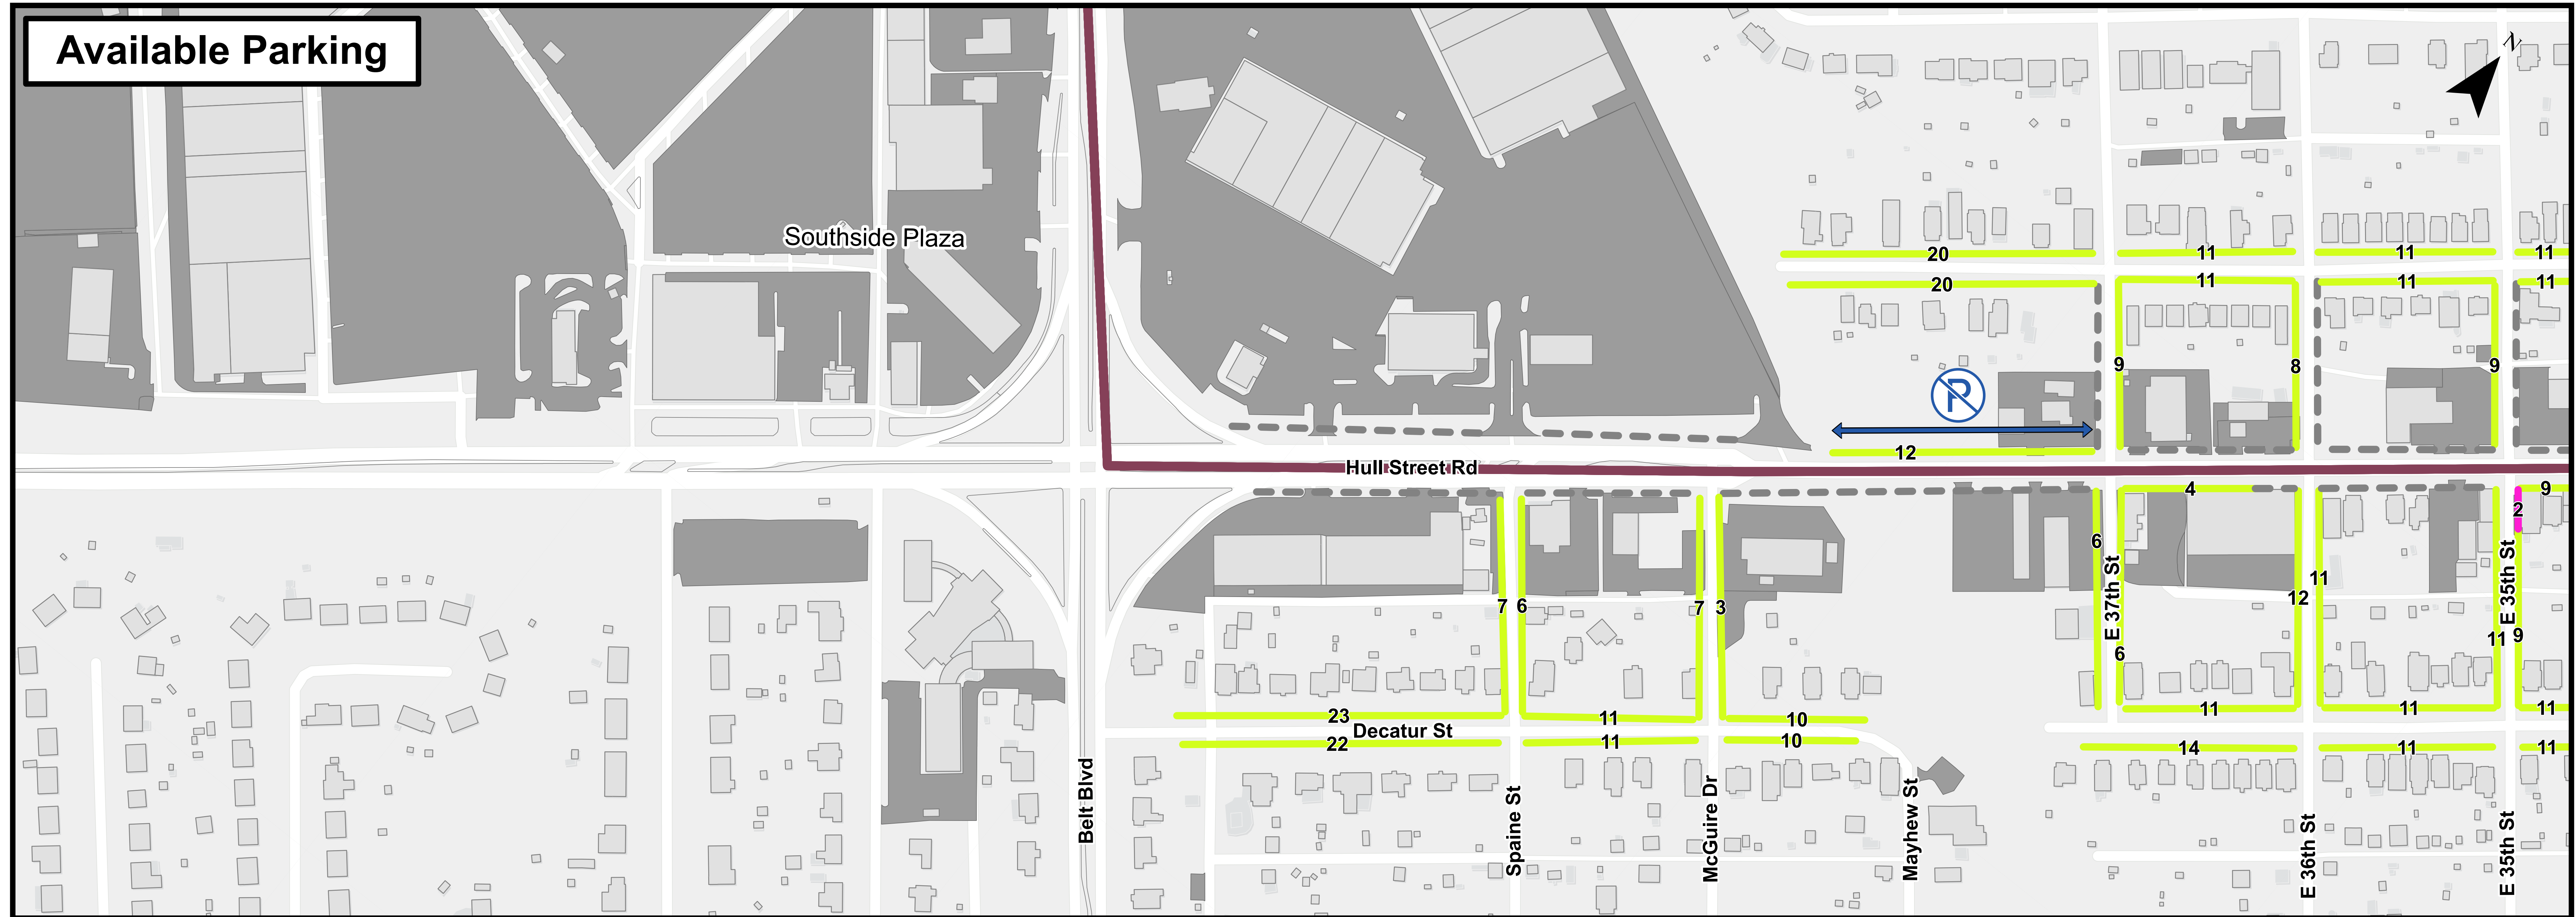 Available Parking
N
Southside Plaza
20
11
11
11
20
11
11
11
9
8
9
P
12
Hull Street Rd
4
9
2
6
E 37th St
E 35th St
11
12
7
6
7
3
11
9
6
23
11
10
11
11
11
Decatur St
22
11
10
14
11
11
Belt Blvd
Spaine St
McGuire Dr
Mayhew St
E 36th St
E 35th St